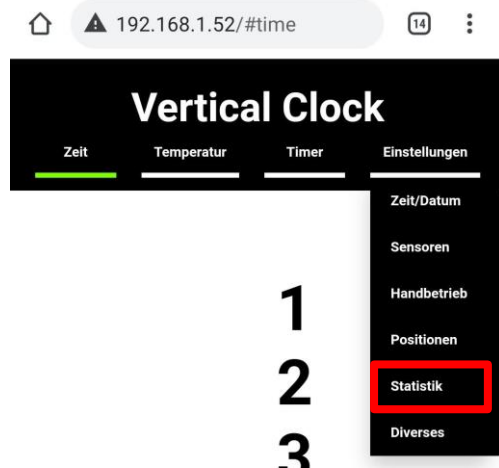 192.168.1.52/#time 14
Vertical Clock
Zeit Temperatur Timer Einstellungen
Zeit/Datum
Sensoren
Handbetrieb
Positionen
Statistik
Diverses
1
2
3